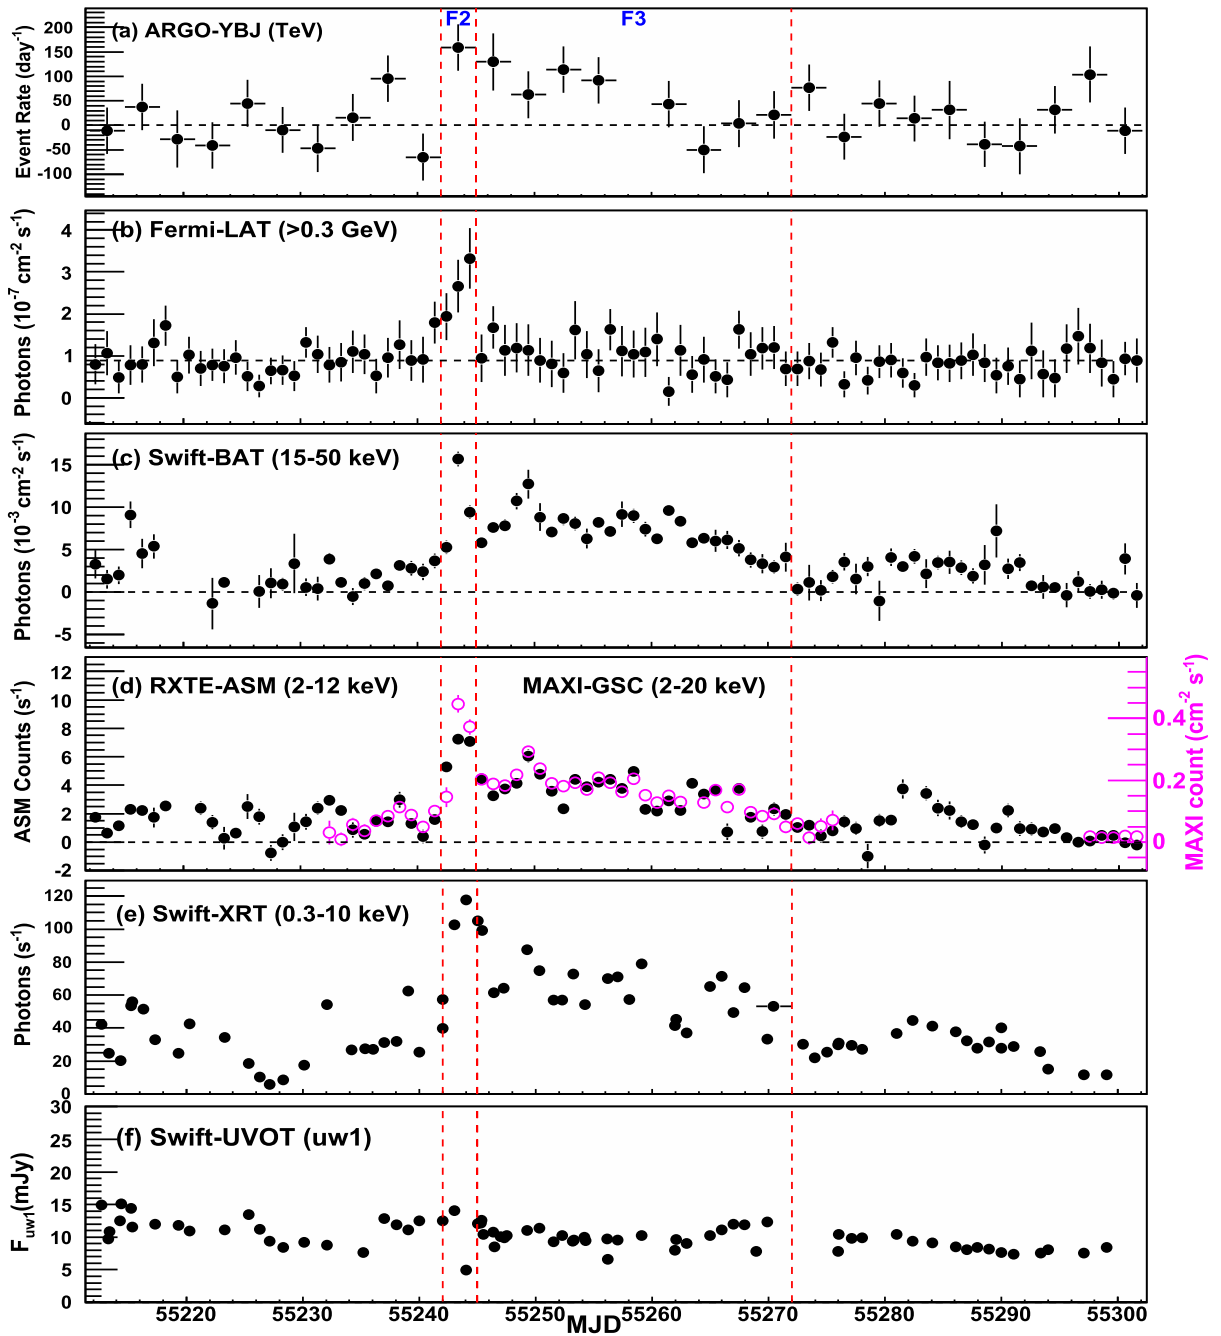 F2
F3
(a) ARGO-YBJ (TeV)
Event Rate (day⁻¹)
200
150
100
50
0
-50
-100
(b) Fermi-LAT (>0.3 GeV)
Photons (10⁻⁷ cm⁻² s⁻¹)
4
3
2
1
0
(c) Swift-BAT (15-50 keV)
Photons (10⁻³ cm⁻² s⁻¹)
15
10
5
0
-5
(d) RXTE-ASM (2-12 keV)
MAXI-GSC (2-20 keV)
ASM Counts (s⁻¹)
12
10
8
6
4
2
0
-2
MAXI count (cm⁻² s⁻¹)
0.4
0.2
0
(e) Swift-XRT (0.3-10 keV)
Photons (s⁻¹)
120
100
80
60
40
20
0
(f) Swift-UVOT (uw1)
F_uw1(mJy)
30
25
20
15
10
5
0
55220 55230 55240 55250 55260 55270 55280 55290 55300
MJD